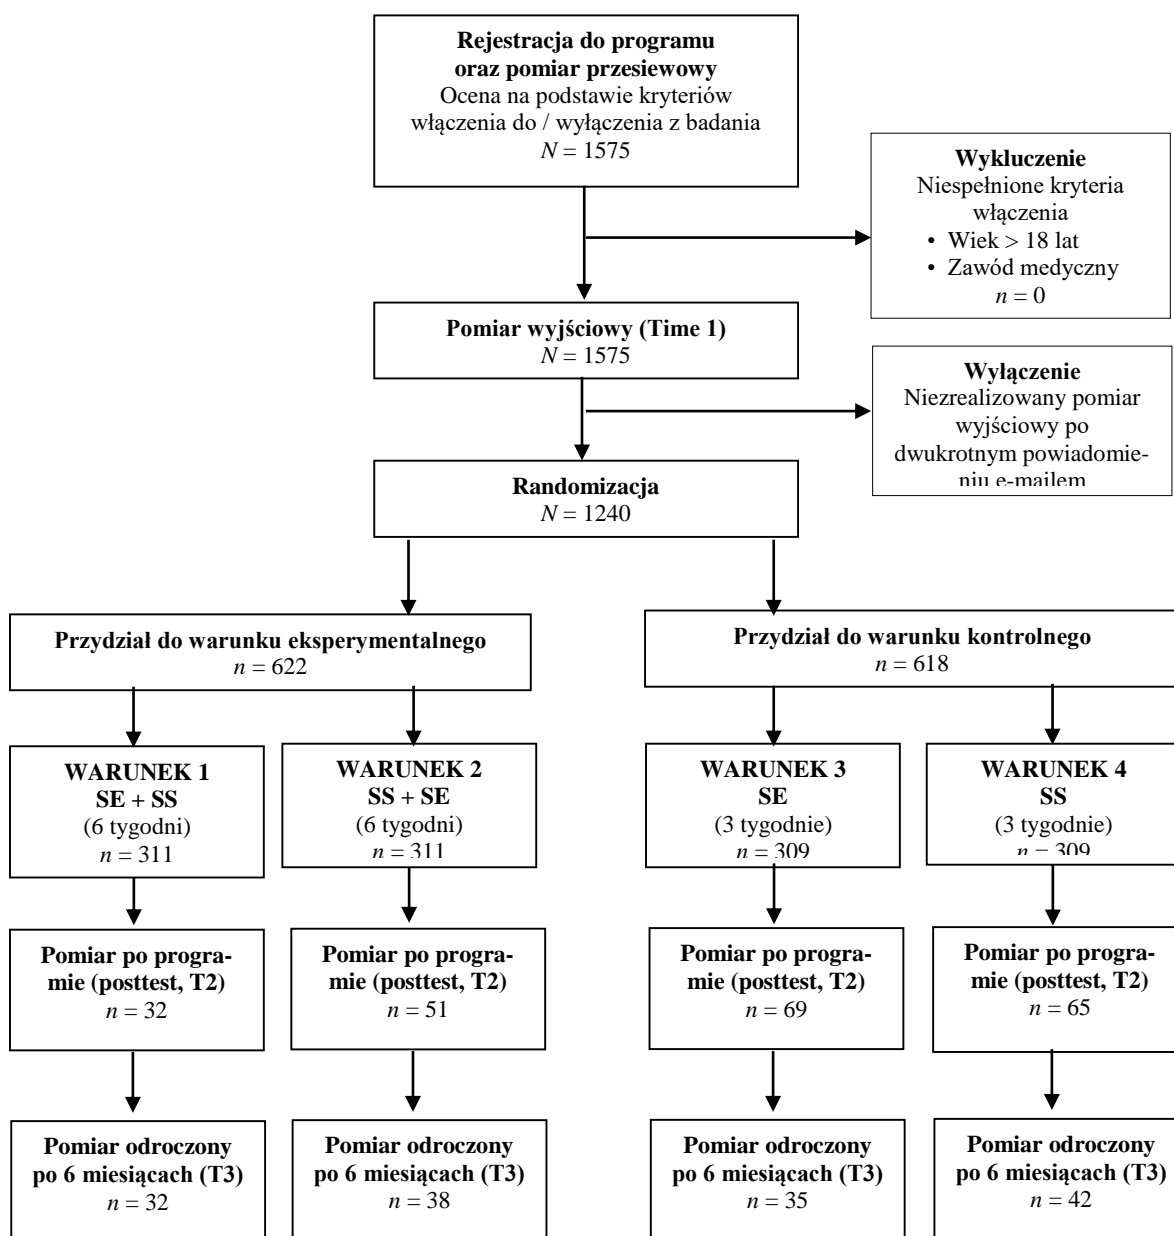 Rejestracja do programu
oraz pomiar przesiewowy
Ocena na podstawie kryteriów
włączenia do / wyłączenia z badania
N = 1575
Wykluczenie
Niespełnione kryteria
włączenia
• Wiek > 18 lat
• Zawód medyczny
n = 0
Pomiar wyjściowy (Time 1)
N = 1575
Wyłączenie
Niezrealizowany pomiar
wyjściowy po
dwukrotnym powiadomie-
niu e-mailem
Randomizacja
N = 1240
Przydział do warunku eksperymentalnego
n = 622
Przydział do warunku kontrolnego
n = 618
WARUNEK 1
SE + SS
(6 tygodni)
n = 311
WARUNEK 2
SS + SE
(6 tygodni)
n = 311
WARUNEK 3
SE
(3 tygodnie)
n = 309
WARUNEK 4
SS
(3 tygodnie)
n = 309
Pomiar po progra-
mie (posttest, T2)
n = 32
Pomiar po progra-
mie (posttest, T2)
n = 51
Pomiar po progra-
mie (posttest, T2)
n = 69
Pomiar po progra-
mie (posttest, T2)
n = 65
Pomiar odroczony
po 6 miesiącach (T3)
n = 32
Pomiar odroczony
po 6 miesiącach (T3)
n = 38
Pomiar odroczony
po 6 miesiącach (T3)
n = 35
Pomiar odroczony
po 6 miesiącach (T3)
n = 42